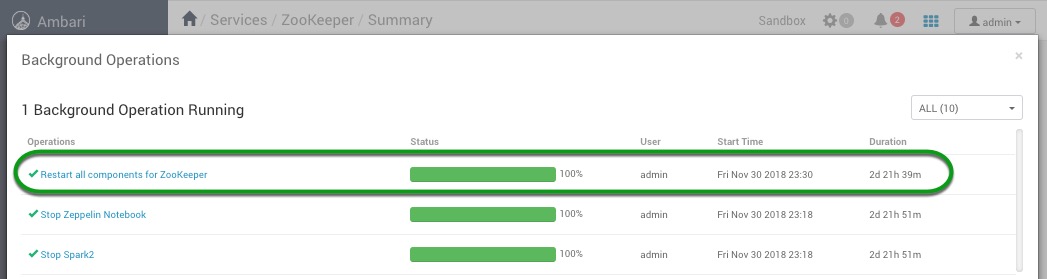 Ambari / Services / ZooKeeper / Summary Sandbox 0 2 admin
Background Operations ×
1 Background Operation Running ALL (10)
Operations Status User Start Time Duration
Restart all components for ZooKeeper 100% admin Fri Nov 30 2018 23:30 2d 21h 39m
Stop Zeppelin Notebook 100% admin Fri Nov 30 2018 23:18 2d 21h 51m
Stop Spark2 100% admin Fri Nov 30 2018 23:18 2d 21h 51m